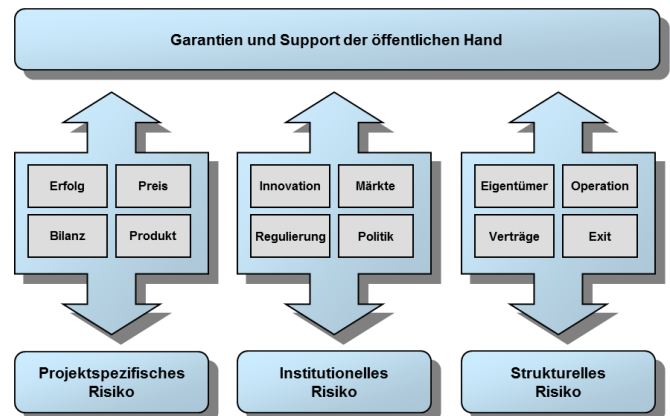 Garantien und Support der öffentlichen Hand
Erfolg
Preis
Bilanz
Produkt
Innovation
Märkte
Regulierung
Politik
Eigentümer
Operation
Verträge
Exit
Projektspezifisches
Risiko
Institutionelles
Risiko
Strukturelles
Risiko